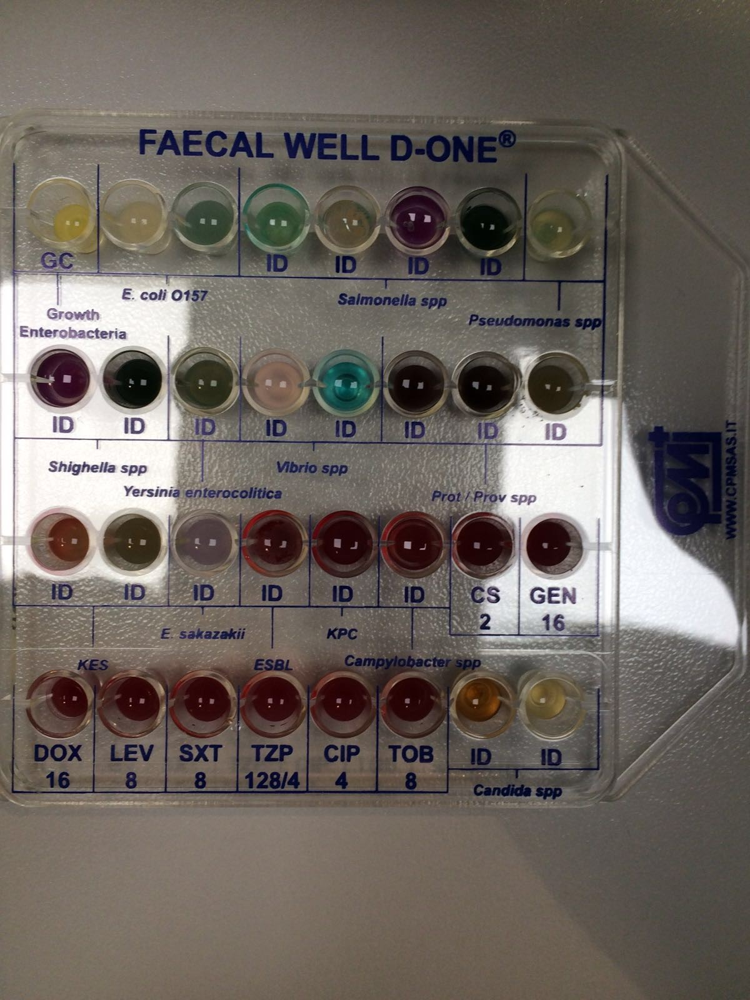 FAECAL WELL D-ONE®
GC ID ID ID ID
E. coli O157 Salmonella spp
Growth
Enterobacteria
Pseudomonas spp
ID ID ID ID ID ID ID ID
Shighella spp Vibrio spp
Yersinia enterocolitica Prot / Prov spp
ID ID ID ID ID ID CS GEN
2 16
E. sakazakii KPC
KES ESBL Campylobacter spp
DOX LEV SXT TZP CIP TOB ID ID
16 8 8 128/4 4 8
Candida spp
CPM
WWW.CPMSAS.IT